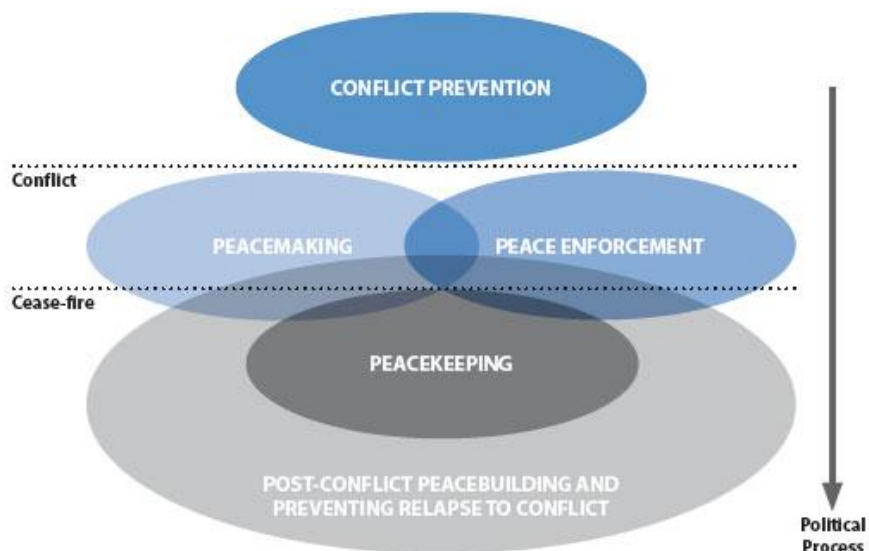 CONFLICT PREVENTION
Conflict
PEACEMAKING
PEACE ENFORCEMENT
Cease-fire
PEACEKEEPING
POST-CONFLICT PEACEBUILDING AND
PREVENTING RELAPSE TO CONFLICT
Political
Process